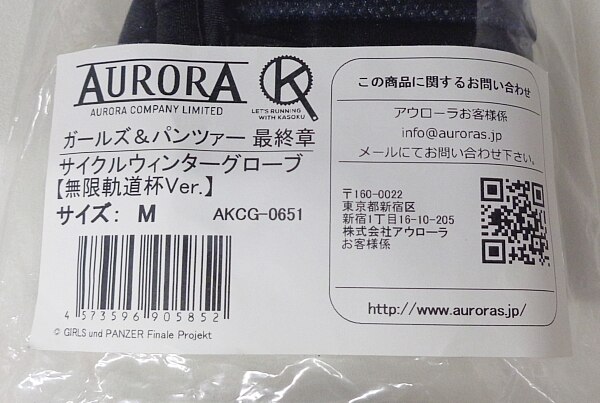 AURORA
AURORA COMPANY LIMITED
K
LET'S RUNNING
WITH KASOKU
ガールズ&パンツァー 最終章
サイクルウィンターグローブ
【無限軌道杯Ver.】
サイズ: M AKCG-0651
4 573596 905852
© GIRLS und PANZER Finale Projekt
この商品に関するお問い合わせ
アウローラお客様係
info@auroras.jp
メールにてお問い合わせ下さい。
〒160-0022
東京都新宿区
新宿1丁目16-10-205
株式会社アウローラ
お客様係
http://www.auroras.jp/